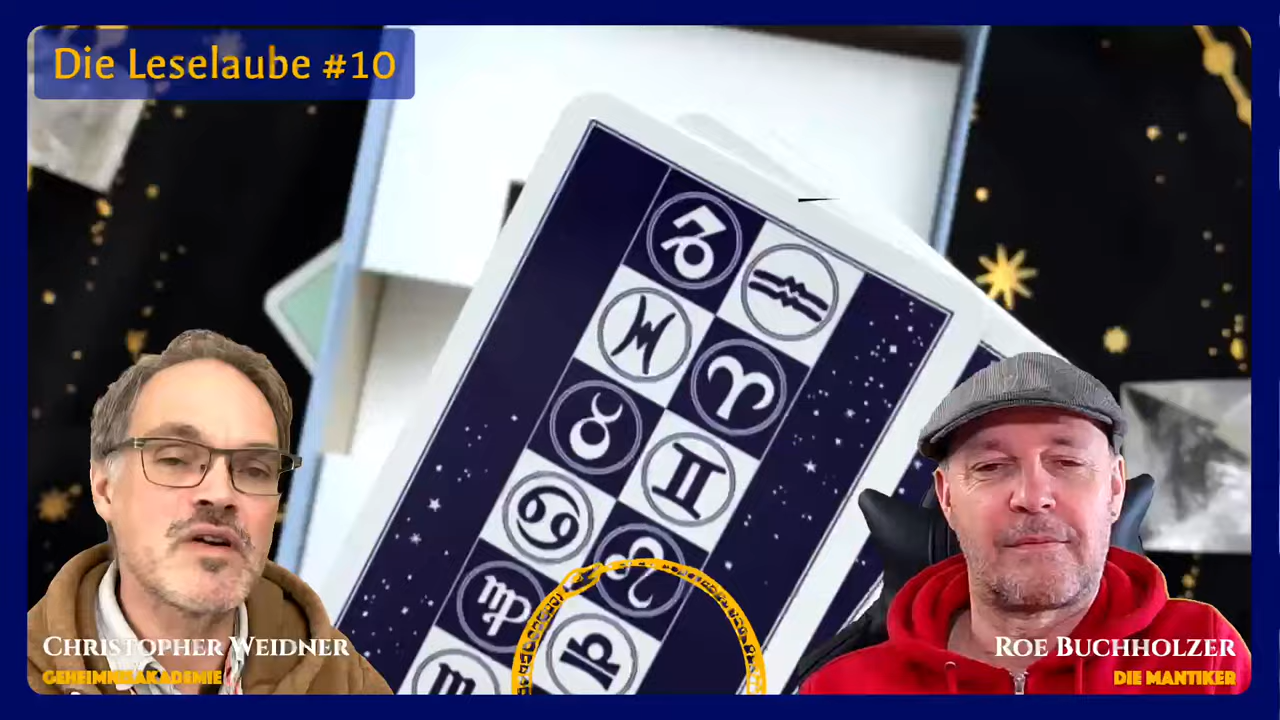 Die Leselaube #10
Christopher Weidner
GEHEIMNISAKADEMIE
Roe Buchholzer
DIE MANTIKER